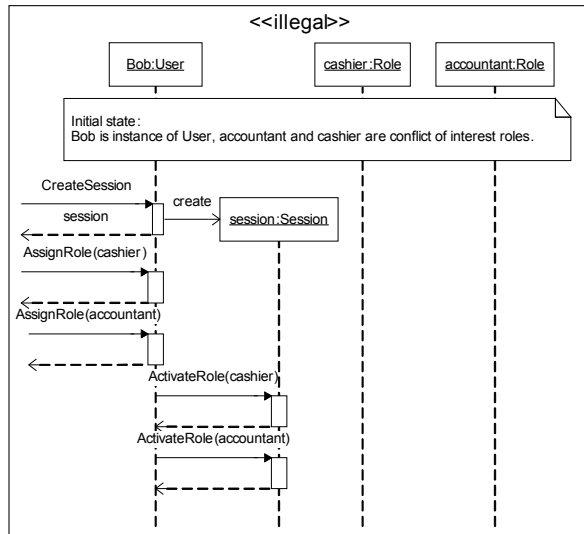 <<illegal>>
Bob:User
cashier:Role
accountant:Role
Initial state:
Bob is instance of User, accountant and cashier are conflict of interest roles.
CreateSession
create
session
session:Session
AssignRole(cashier)
AssignRole(accountant)
ActivateRole(cashier)
ActivateRole(accountant)